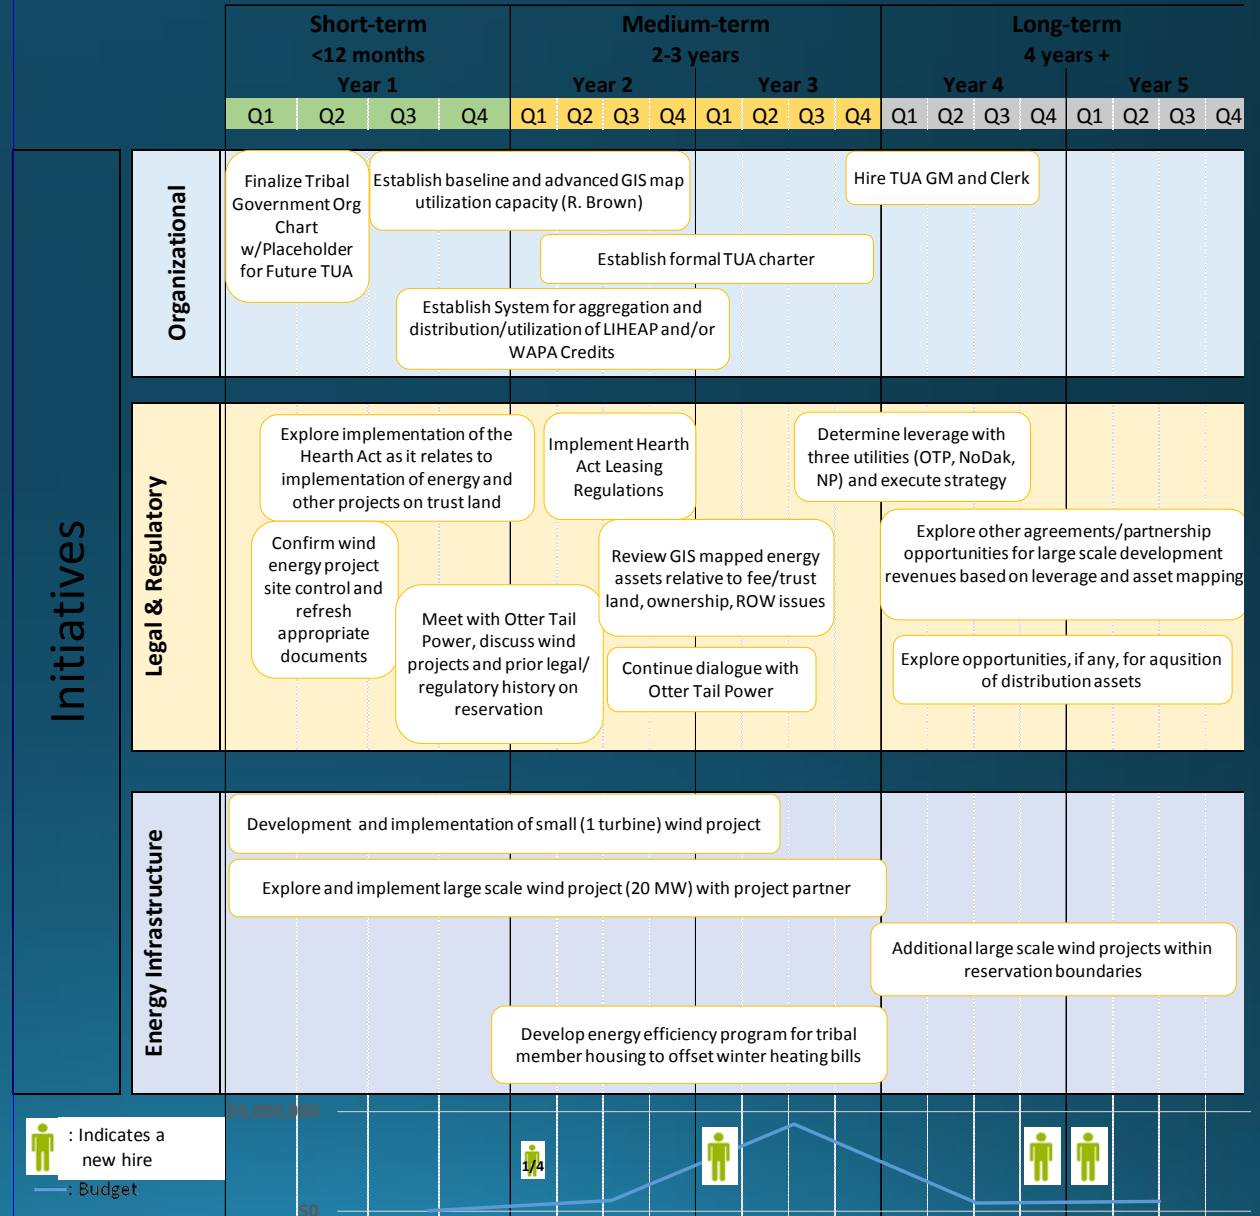 Short-term
<12 months
Year 1
Medium-term
2-3 years
Year 2
Year 3
Long-term
4 years +
Year 4
Year 5
Q1 Q2 Q3 Q4 Q1 Q2 Q3 Q4 Q1 Q2 Q3 Q4 Q1 Q2 Q3 Q4 Q1 Q2 Q3 Q4
Initiatives
Organizational
Finalize Tribal
Government Org
Chart
w/Placeholder
for Future TUA
Establish baseline and advanced GIS map
utilization capacity (R. Brown)
Hire TUA GM and Clerk
Establish formal TUA charter
Establish System for aggregation and
distribution/utilization of LIHEAP and/or
WAPA Credits
Legal & Regulatory
Explore implementation of the
Hearth Act as it relates to
implementation of energy and
other projects on trust land
Implement Hearth
Act Leasing
Regulations
Determine leverage with
three utilities (OTP, NoDak,
NP) and execute strategy
Confirm wind
energy project
site control and
refresh
appropriate
documents
Meet with Otter Tail
Power, discuss wind
projects and prior legal/
regulatory history on
reservation
Review GIS mapped energy
assets relative to fee/trust
land, ownership, ROW issues
Continue dialogue with
Otter Tail Power
Explore other agreements/partnership
opportunities for large scale development
revenues based on leverage and asset mapping
Explore opportunities, if any, for aqusition
of distribution assets
Energy Infrastructure
Development and implementation of small (1 turbine) wind project
Explore and implement large scale wind project (20 MW) with project partner
Additional large scale wind projects within
reservation boundaries
Develop energy efficiency program for tribal
member housing to offset winter heating bills
: Indicates a
new hire
: Budget
,000,000
$0
1/4